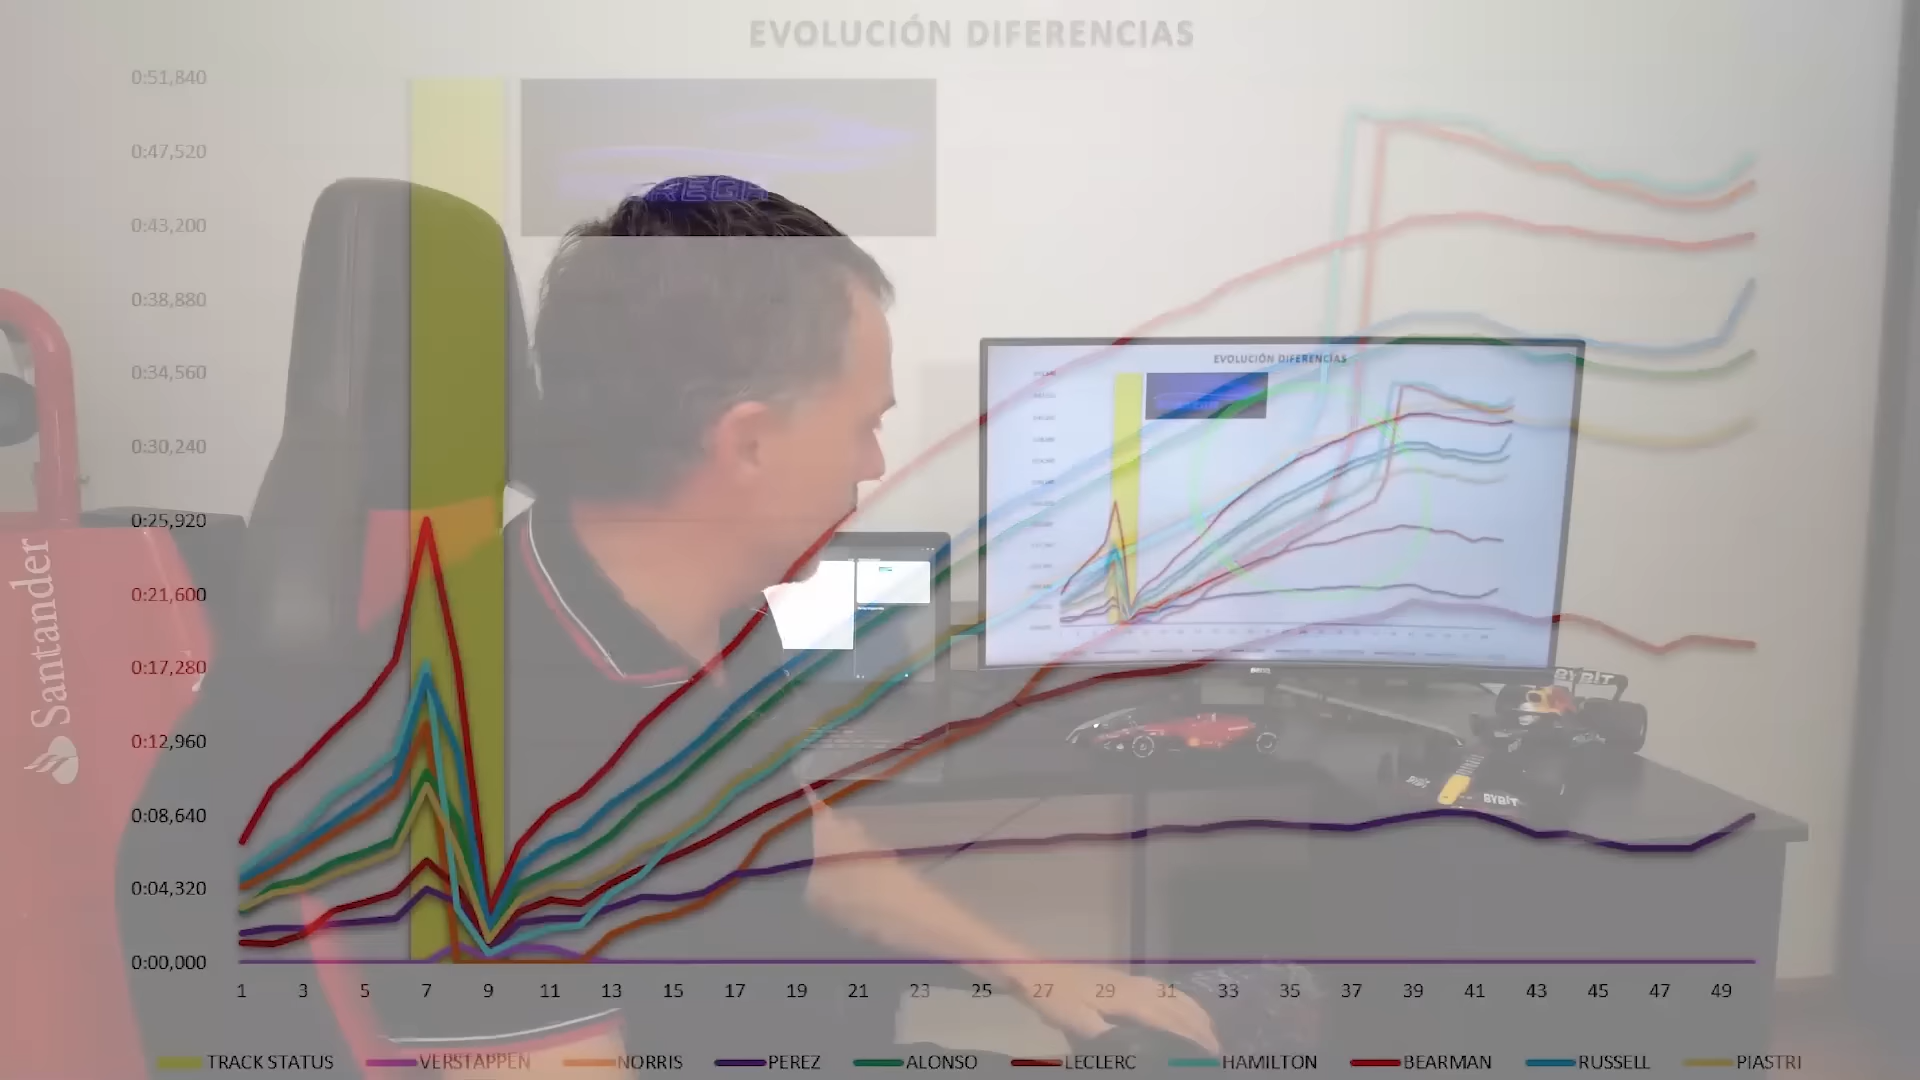 EVOLUCIÓN DIFERENCIAS
0:51,840
0:47,520
0:43,200
0:38,880
0:34,560
0:30,240
0:25,920
0:21,600
0:17,280
0:12,960
0:08,640
0:04,320
0:00,000
1 3 5 7 9 11 13 15 17 19 21 23 25 27 29 31 33 35 37 39 41 43 45 47 49
TRACK STATUS VERSTAPPEN NORRIS PEREZ ALONSO LECLERC HAMILTON BEARMAN RUSSELL PIASTRI
Santander
EVOLUCIÓN DIFERENCIAS
BYBIT
BYBIT